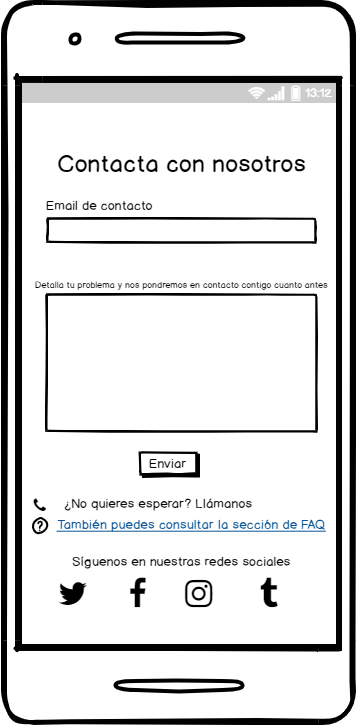 13:12
Contacta con nosotros
Email de contacto
Detalla tu problema y nos pondremos en contacto contigo cuanto antes
Enviar
¿No quieres esperar? Llámanos
También puedes consultar la sección de FAQ
Síguenos en nuestras redes sociales